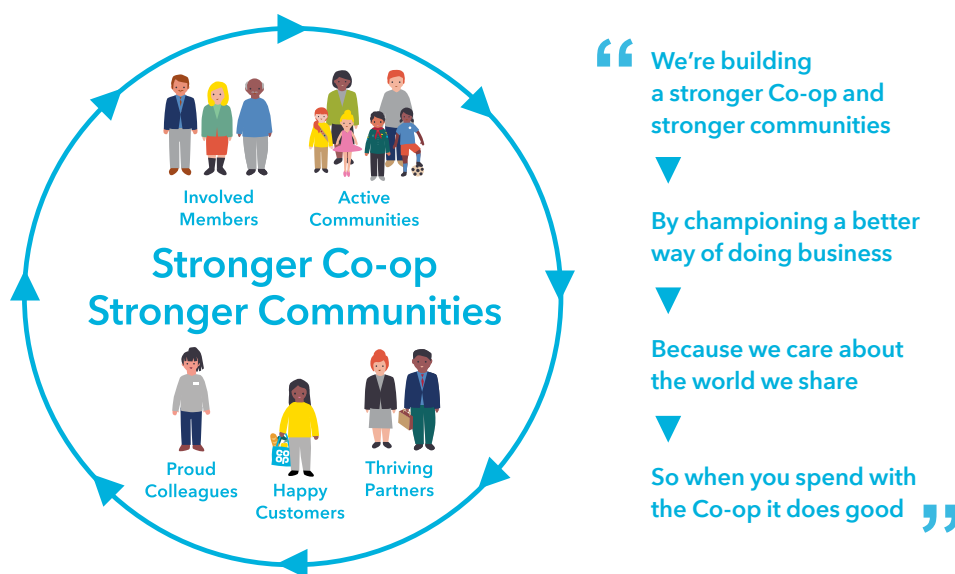 Involved
Members
Active
Communities
Stronger Co-op
Stronger Communities
Proud
Colleagues
co
op
Happy
Customers
Thriving
Partners
“ We’re building
a stronger Co-op and
stronger communities
By championing a better
way of doing business
Because we care about
the world we share
So when you spend with
the Co-op it does good ”